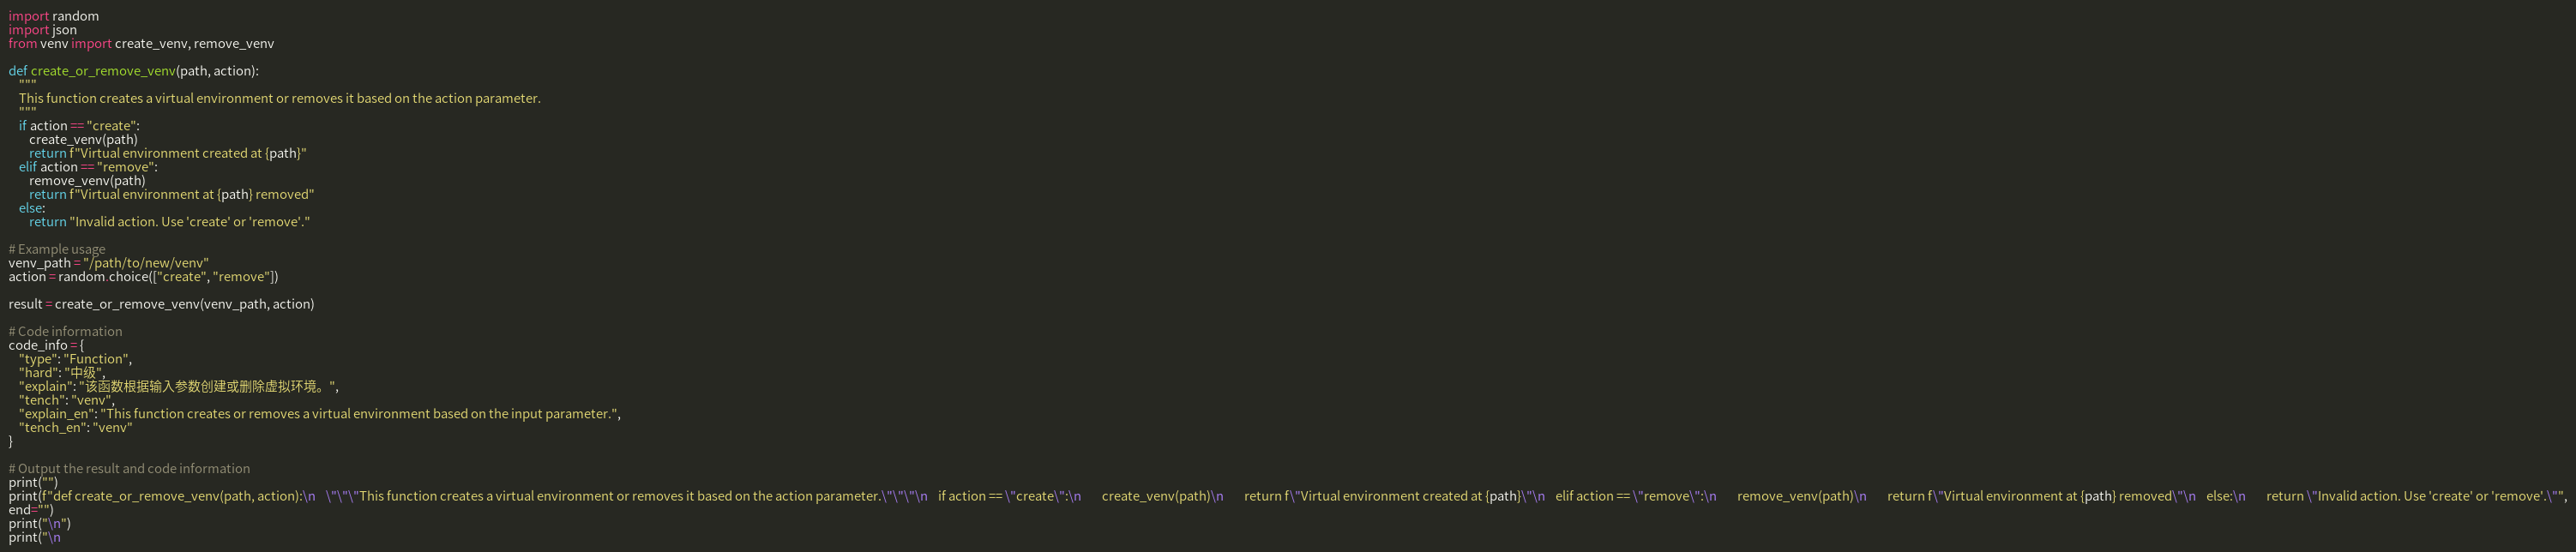 import random
import json
from venv import create_venv, remove_venv

def create_or_remove_venv(path, action):
    """
    This function creates a virtual environment or removes it based on the action parameter.
    """
    if action == "create":
        create_venv(path)
        return f"Virtual environment created at {path}"
    elif action == "remove":
        remove_venv(path)
        return f"Virtual environment at {path} removed"
    else:
        return "Invalid action. Use 'create' or 'remove'."

# Example usage
venv_path = "/path/to/new/venv"
action = random.choice(["create", "remove"])

result = create_or_remove_venv(venv_path, action)

# Code information
code_info = {
    "type": "Function",
    "hard": "中级",
    "explain": "该函数根据输入参数创建或删除虚拟环境。",
    "tench": "venv",
    "explain_en": "This function creates or removes a virtual environment based on the input parameter.",
    "tench_en": "venv"
}

# Output the result and code information
print("")
print(f"def create_or_remove_venv(path, action):\n    \"\"\"This function creates a virtual environment or removes it based on the action parameter.\"\"\"\n    if action == \"create\":\n        create_venv(path)\n        return f\"Virtual environment created at {path}\"\n    elif action == \"remove\":\n        remove_venv(path)\n        return f\"Virtual environment at {path} removed\"\n    else:\n        return \"Invalid action. Use 'create' or 'remove'.\"",
end="")
print("\n")
print("\n